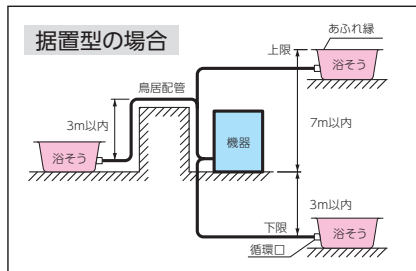 据置型の場合
あふれ縁
上限
浴そう
鳥居配管
3m以内
7m以内
機器
浴そう
3m以内
下限
浴そう
循環口